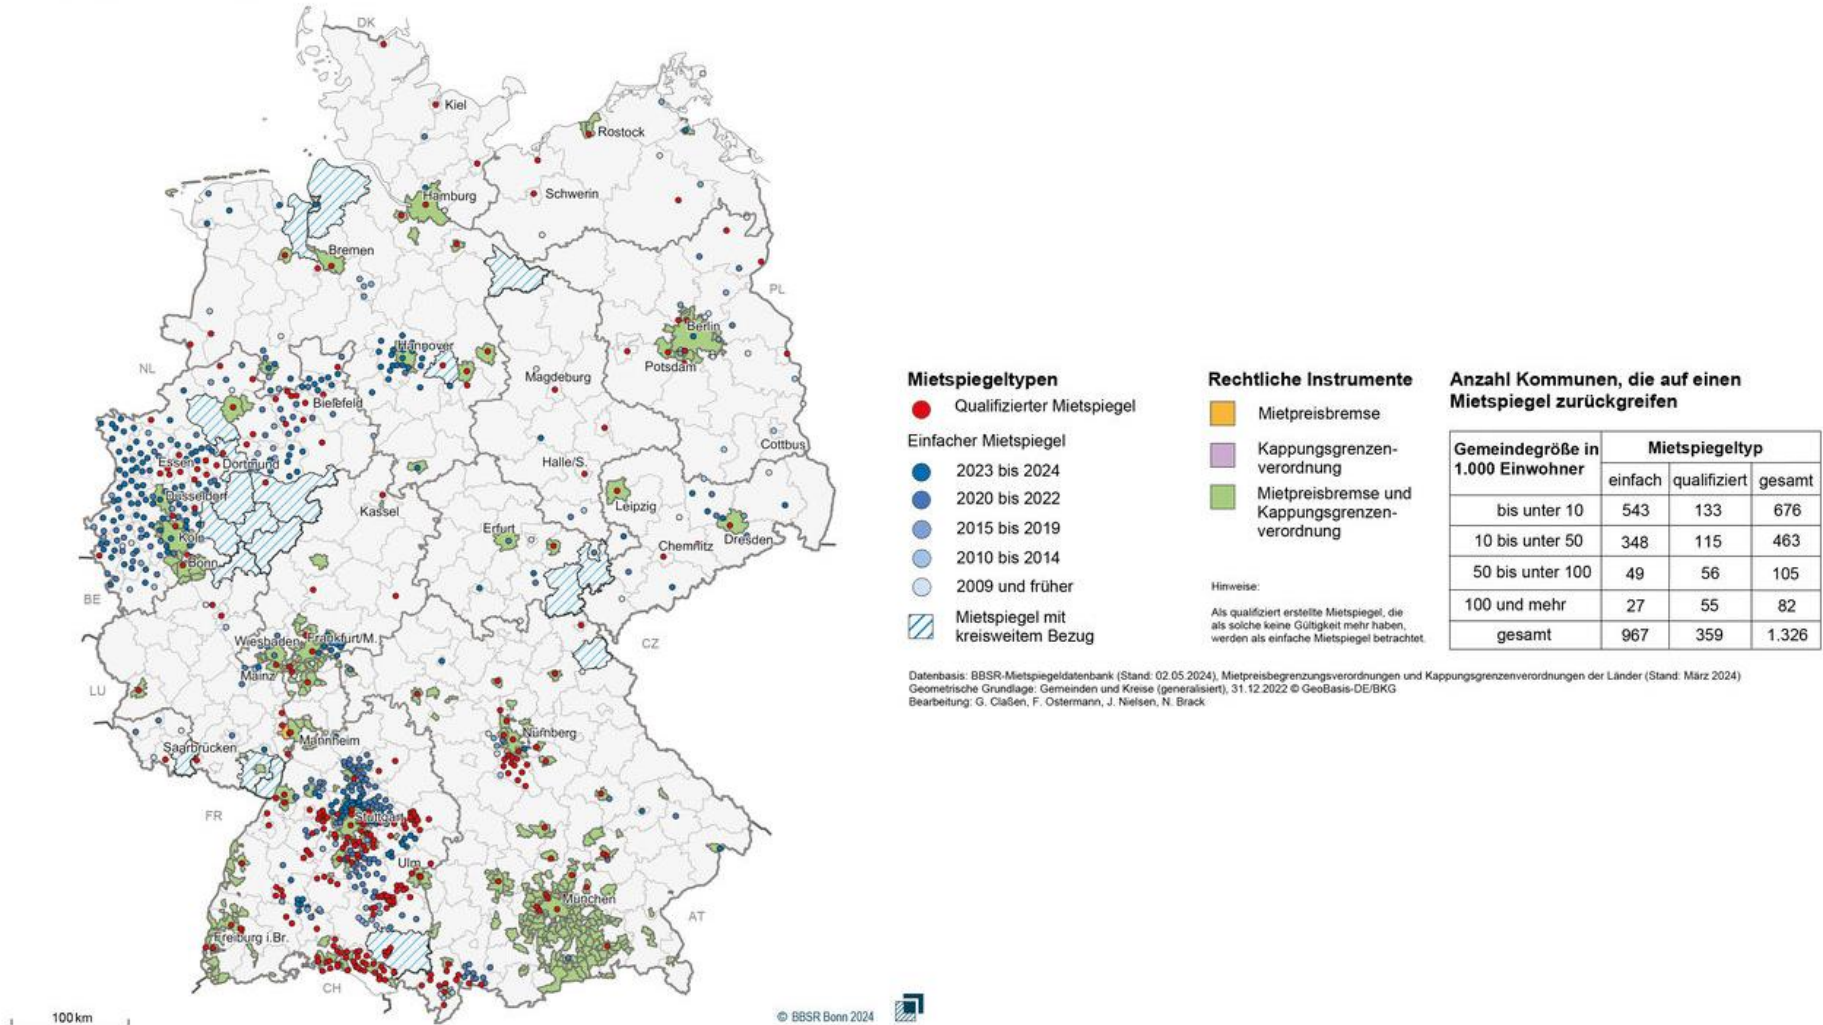 DK
Kiel
Rostock
Hamburg
Schwerin
Bremen
PL
Berlin
Hannover
NL
Potsdam
Magdeburg
Bielefeld
Cottbus
Essen
Dortmund
Halle/S.
Düsseldorf
Leipzig
Kassel
Erfurt
Köln
Dresden
Chemnitz
Bonn
BE
Wiesbaden
Frankfurt/M.
CZ
Mainz
LU
Nürnberg
Mannheim
Saarbrücken
FR
Stuttgart
Ulm
München
AT
Freiburg i.Br.
CH
100 km
© BBSR Bonn 2024
Mietspiegeltypen
Qualifizierter Mietspiegel
Einfacher Mietspiegel
2023 bis 2024
2020 bis 2022
2015 bis 2019
2010 bis 2014
2009 und früher
Mietspiegel mit
kreisweitem Bezug
Rechtliche Instrumente
Mietpreisbremse
Kappungsgrenzen-
verordnung
Mietpreisbremse und
Kappungsgrenzen-
verordnung
Hinweise:
Als qualifiziert erstellte Mietspiegel, die
als solche keine Gültigkeit mehr haben,
werden als einfache Mietspiegel betrachtet.
Anzahl Kommunen, die auf einen
Mietspiegel zurückgreifen
Gemeindegröße in
1.000 Einwohner
Mietspiegeltyp
einfach qualifiziert gesamt
bis unter 10 543 133 676
10 bis unter 50 348 115 463
50 bis unter 100 49 56 105
100 und mehr 27 55 82
gesamt 967 359 1.326
Datenbasis: BBSR-Mietspiegeldatenbank (Stand: 02.05.2024), Mietpreisbegrenzungsverordnungen und Kappungsgrenzenverordnungen der Länder (Stand: März 2024)
Geometrische Grundlage: Gemeinden und Kreise (generalisiert), 31.12.2022 © GeoBasis-DE/BKG
Bearbeitung: G. Claßen, F. Ostermann, J. Nielsen, N. Brack